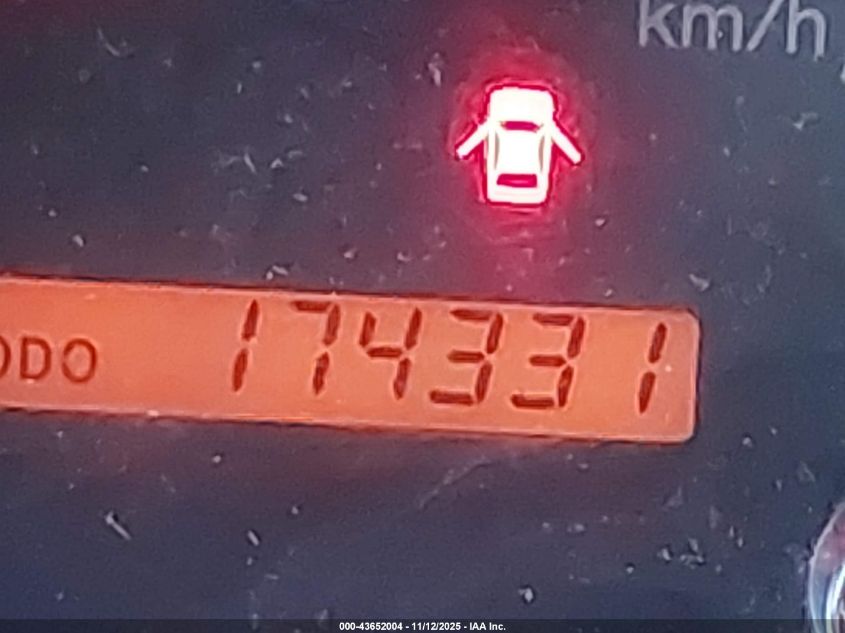 km/h
ODO 174331
000-43652004 - 11/12/2025 - IAA Inc.